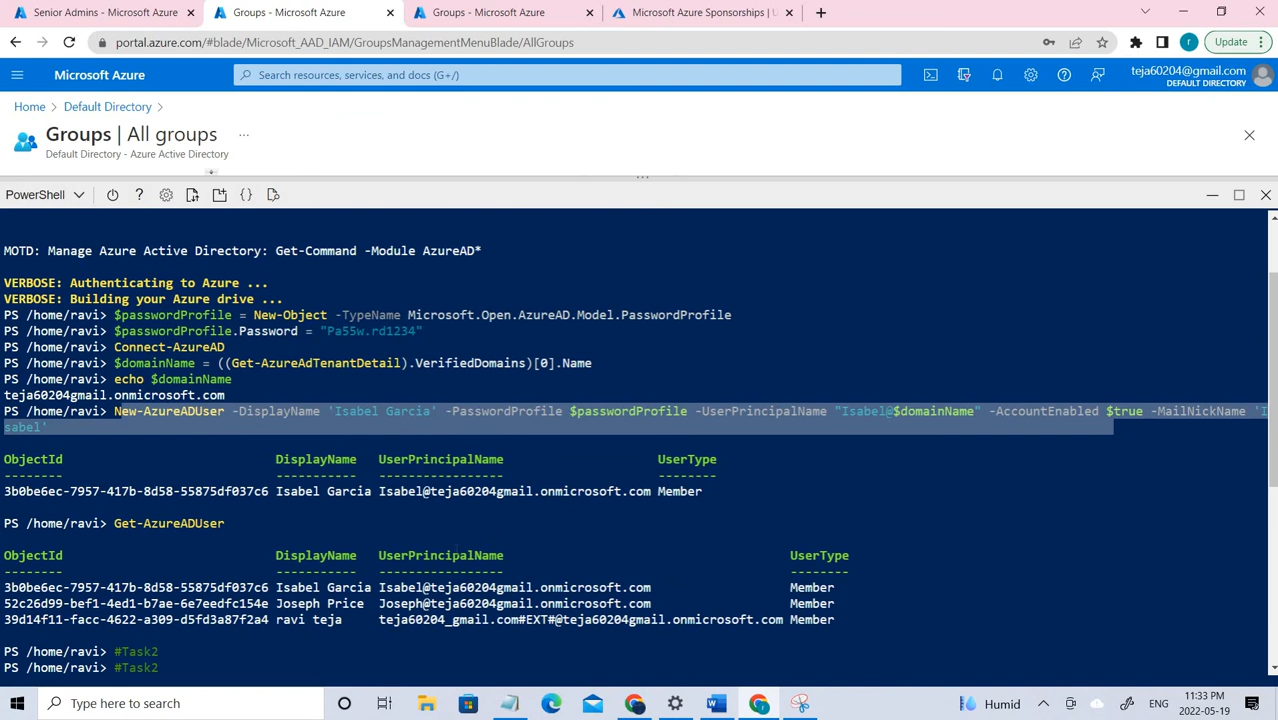 Senior Admins - Microsoft Azure
Groups - Microsoft Azure
Groups - Microsoft Azure
Microsoft Azure Sponsorships | U
portal.azure.com/#blade/Microsoft_AAD_IAM/GroupsManagementMenuBlade/AllGroups
r
Update
Microsoft Azure
Search resources, services, and docs (G+/)
teja60204@gmail.com
DEFAULT DIRECTORY
Home > Default Directory >
Groups | All groups
Default Directory - Azure Active Directory
PowerShell
MOTD: Manage Azure Active Directory: Get-Command -Module AzureAD*
VERBOSE: Authenticating to Azure ...
VERBOSE: Building your Azure drive ...
PS /home/ravi> $passwordProfile = New-Object -TypeName Microsoft.Open.AzureAD.Model.PasswordProfile
PS /home/ravi> $passwordProfile.Password = "Pa55w.rd1234"
PS /home/ravi> Connect-AzureAD
PS /home/ravi> $domainName = ((Get-AzureAdTenantDetail).VerifiedDomains)[0].Name
PS /home/ravi> echo $domainName
teja60204gmail.onmicrosoft.com
PS /home/ravi> New-AzureADUser -DisplayName 'Isabel Garcia' -PasswordProfile $passwordProfile -UserPrincipalName "Isabel@$domainName" -AccountEnabled $true -MailNickName 'I
sabel'
ObjectId DisplayName UserPrincipalName UserType
-------- ----------- ----------------- --------
3b0be6ec-7957-417b-8d58-55875df037c6 Isabel Garcia Isabel@teja60204gmail.onmicrosoft.com Member
PS /home/ravi> Get-AzureADUser
ObjectId DisplayName UserPrincipalName UserType
-------- ----------- ----------------- --------
3b0be6ec-7957-417b-8d58-55875df037c6 Isabel Garcia Isabel@teja60204gmail.onmicrosoft.com Member
52c26d99-bef1-4ed1-b7ae-6e7eedfc154e Joseph Price Joseph@teja60204gmail.onmicrosoft.com Member
39d14f11-facc-4622-a309-d5fd3a87f2a4 ravi teja teja60204_gmail.com#EXT#@teja60204gmail.onmicrosoft.com Member
PS /home/ravi> #Task2
PS /home/ravi> #Task2
Type here to search
Humid
ENG
11:33 PM
2022-05-19